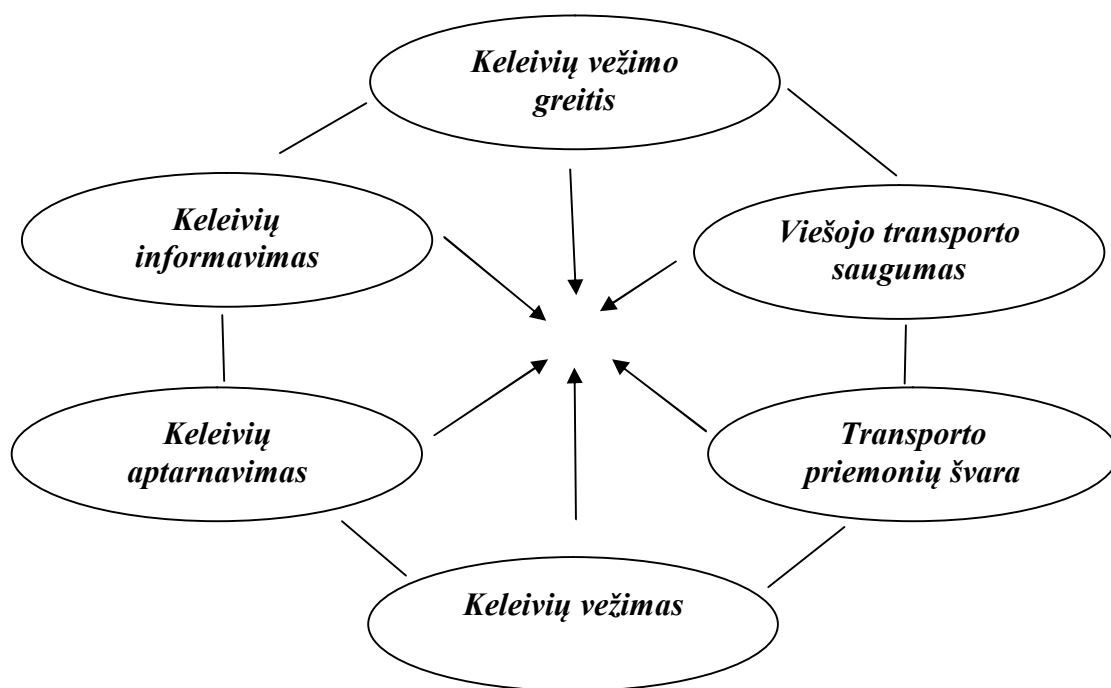 Keleivių vežimo
greitis
Keleivių
informavimas
Viešojo transporto
saugumas
Keleivių
aptarnavimas
Transporto
priemonių švara
Keleivių vežimas